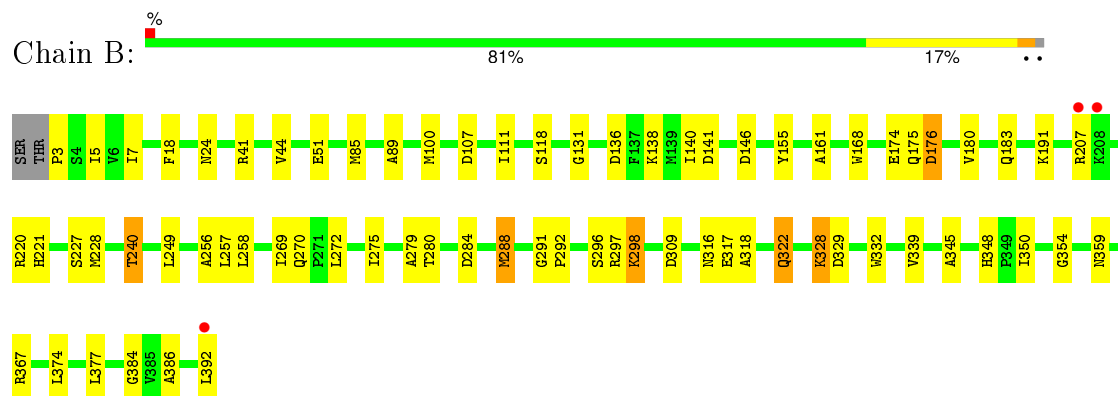 %
Chain B:
81% 17% • •
SER THR P3 S4 I5 V6 I7 F18 N24 R41 V44 E51 M85 A89 M100 D107 I111 S118 G131 D136 F137 K138 M139 I140 D141 D146 Y155 A161 W168 E174 Q175 D176 V180 Q183 K191 R207 K208
R220 H221 S227 M228 T240 L249 A256 L257 L258 I269 Q270 P271 L272 I275 A279 T280 D284 M288 G291 P292 S296 R297 K298 D309 N316 E317 A318 Q322 K328 D329 W332 V339 A345 H348 P349 I350 G354 N359
R367 L374 L377 G384 V385 A386 L392